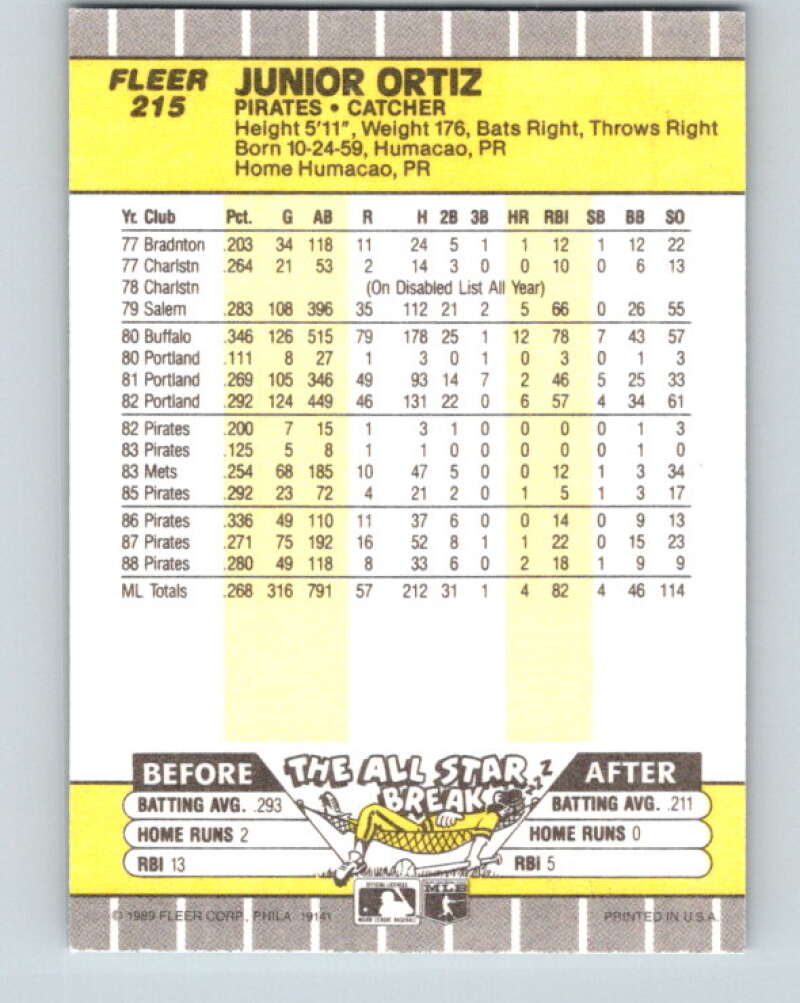 FLEER
215
JUNIOR ORTIZ
PIRATES • CATCHER
Height 5'11", Weight 176, Bats Right, Throws Right
Born 10-24-59, Humacao, PR
Home Humacao, PR
Yr. Club Pct. G AB R H 2B 3B HR RBI SB BB SO
77 Bradnton .203 34 118 11 24 5 1 1 12 1 12 22
77 Charlstn .264 21 53 2 14 3 0 0 10 0 6 13
78 Charlstn (On Disabled List All Year)
79 Salem .283 108 396 35 112 21 2 5 66 0 26 55
80 Buffalo .346 126 515 79 178 25 1 12 78 7 43 57
80 Portland .111 8 27 1 3 0 1 0 3 0 1 3
81 Portland .269 105 346 49 93 14 7 2 46 5 25 33
82 Portland .292 124 449 46 131 22 0 6 57 4 34 61
82 Pirates .200 7 15 1 3 1 0 0 0 0 1 3
83 Pirates .125 5 8 1 1 0 0 0 0 0 1 0
83 Mets .254 68 185 10 47 5 0 0 12 1 3 34
85 Pirates .292 23 72 4 21 2 0 1 5 1 3 17
86 Pirates .336 49 110 11 37 6 0 0 14 0 9 13
87 Pirates .271 75 192 16 52 8 1 1 22 0 15 23
88 Pirates .280 49 118 8 33 6 0 2 18 1 9 9
ML Totals .268 316 791 57 212 31 1 4 82 4 46 114
BEFORE THE ALL STAR BREAK ZZZZ AFTER
BATTING AVG. .293 BATTING AVG. .211
HOME RUNS 2 HOME RUNS 0
RBI 13 RBI 5
OFFICIAL LICENSEE
MAJOR LEAGUE BASEBALL
MLB
© 1989 FLEER CORP., PHILA. 19141 PRINTED IN U.S.A.